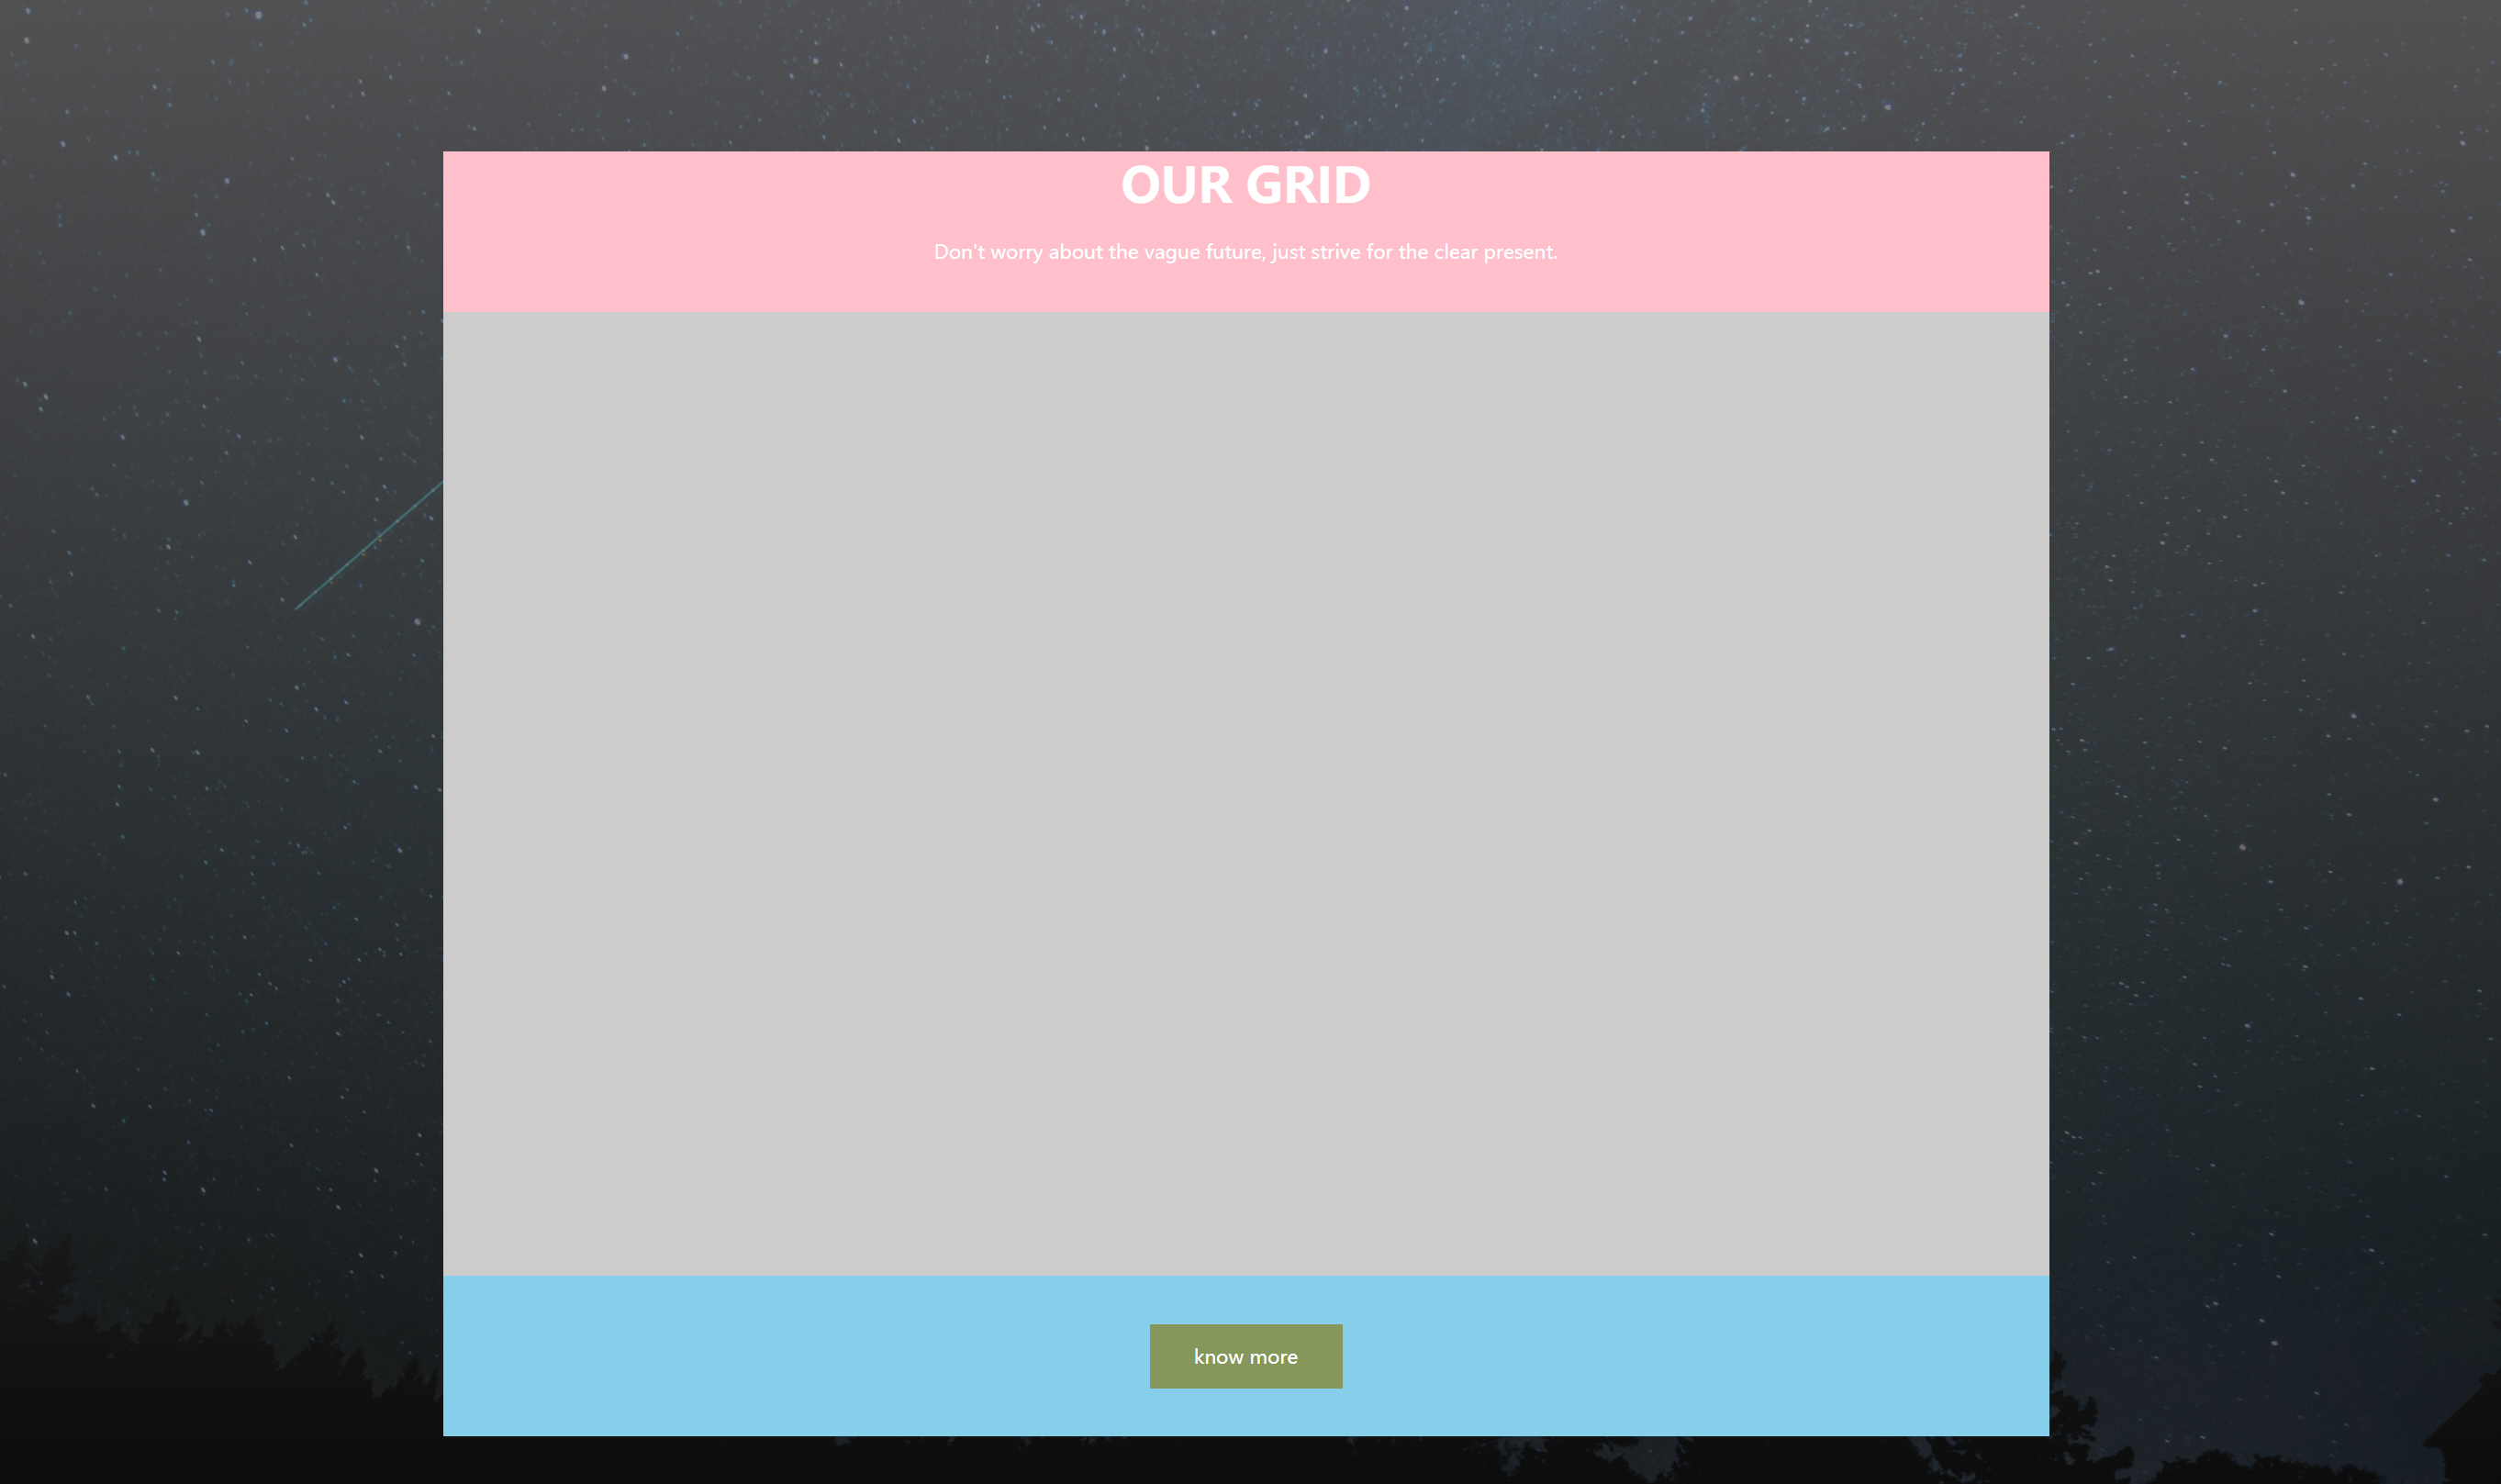 OUR GRID
Don't worry about the vague future, just strive for the clear present.
know more